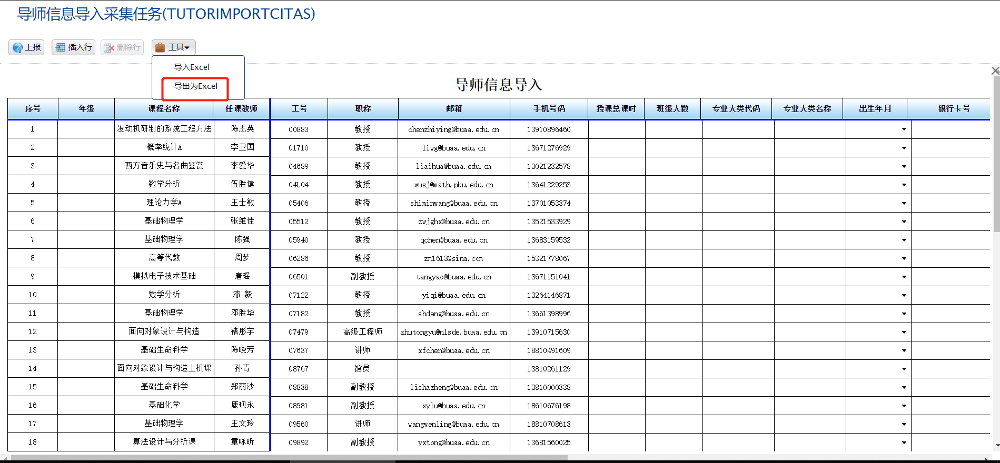 导师信息导入采集任务(TUTORIMPORTCITAS)
上报 插入行 删除行 工具
导入Excel
导出为Excel
导师信息导入
序号 年级 课程名称 任课教师 工号 职称 邮箱 手机号码 授课总课时 班级人数 专业大类代码 专业大类名称 出生年月 银行卡号
1 发动机研制的系统工程方法 陈志英 00883 教授 chenzhiying@buaa.edu.cn 13910896460
2 概率统计A 李卫国 01710 教授 liwg@buaa.edu.cn 13671276929
3 西方音乐史与名曲鉴赏 李爱华 04689 教授 liaihua@buaa.edu.cn 13021232578
4 数学分析 伍胜健 04L04 教授 wusj@math.pku.edu.cn 13641229253
5 理论力学A 王士敏 05406 教授 shiminwang@buaa.edu.cn 13701053374
6 基础物理学 张维佳 05512 教授 zwjghx@buaa.edu.cn 13521533929
7 基础物理学 陈强 05940 教授 qchen@buaa.edu.cn 13683159532
8 高等代数 周梦 06286 教授 zm1613@sina.com 15321778067
9 模拟电子技术基础 唐瑶 06501 副教授 tangyao@buaa.edu.cn 13671151041
10 数学分析 漆 毅 07122 教授 yiqi@buaa.edu.cn 13264146871
11 基础物理学 邓胜华 07182 教授 shdeng@buaa.edu.cn 13661398996
12 面向对象设计与构造 褚彤宇 07479 高级工程师 zhutongyu@nlsde.buaa.edu.cn 13910715630
13 基础生命科学 陈晓芳 07637 讲师 xfchen@buaa.edu.cn 18810491609
14 面向对象设计与构造上机课 孙青 08767 馆员 13810261129
15 基础生命科学 郑丽沙 08838 副教授 lishazheng@buaa.edu.cn 13810000338
16 基础化学 鹿现永 08981 副教授 xylu@buaa.edu.cn 18610676198
17 基础物理学 王文玲 09560 讲师 wangwenling@buaa.edu.cn 18810708613
18 算法设计与分析课 童咏昕 09892 副教授 yxtong@buaa.edu.cn 13681560025